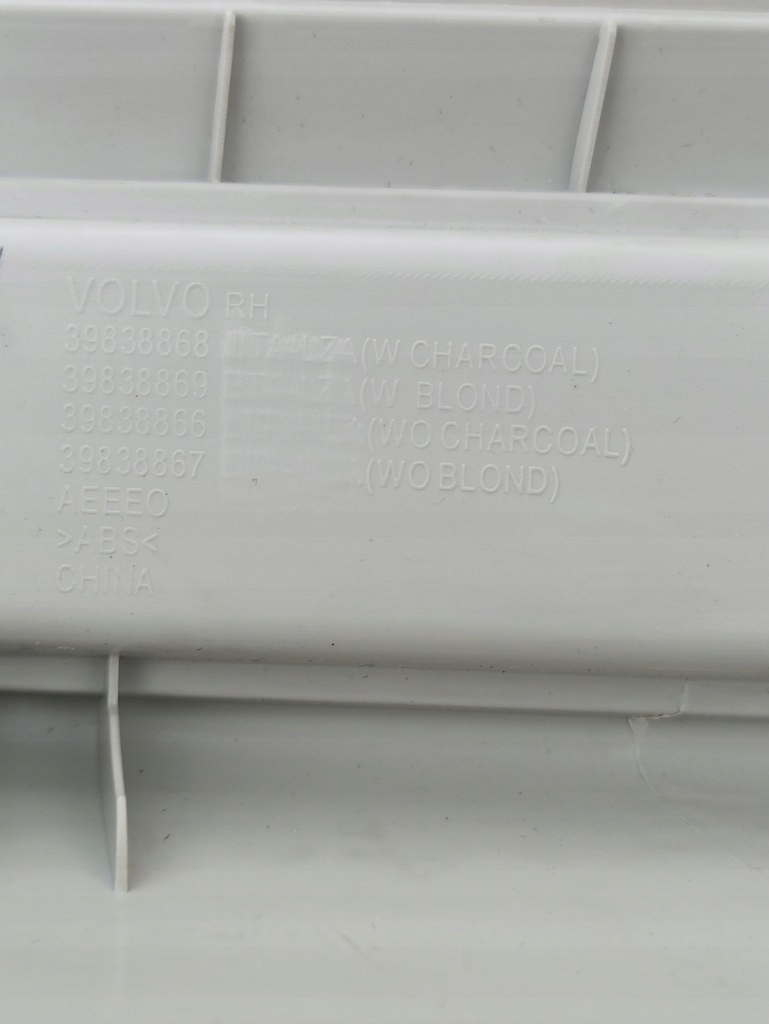 VOLVO RH
39838868 (W CHARCOAL)
39838869 (W BLOND)
39838866 (WO CHARCOAL)
39838867 (WO BLOND)
AEEEO
>ABS<
CHINA